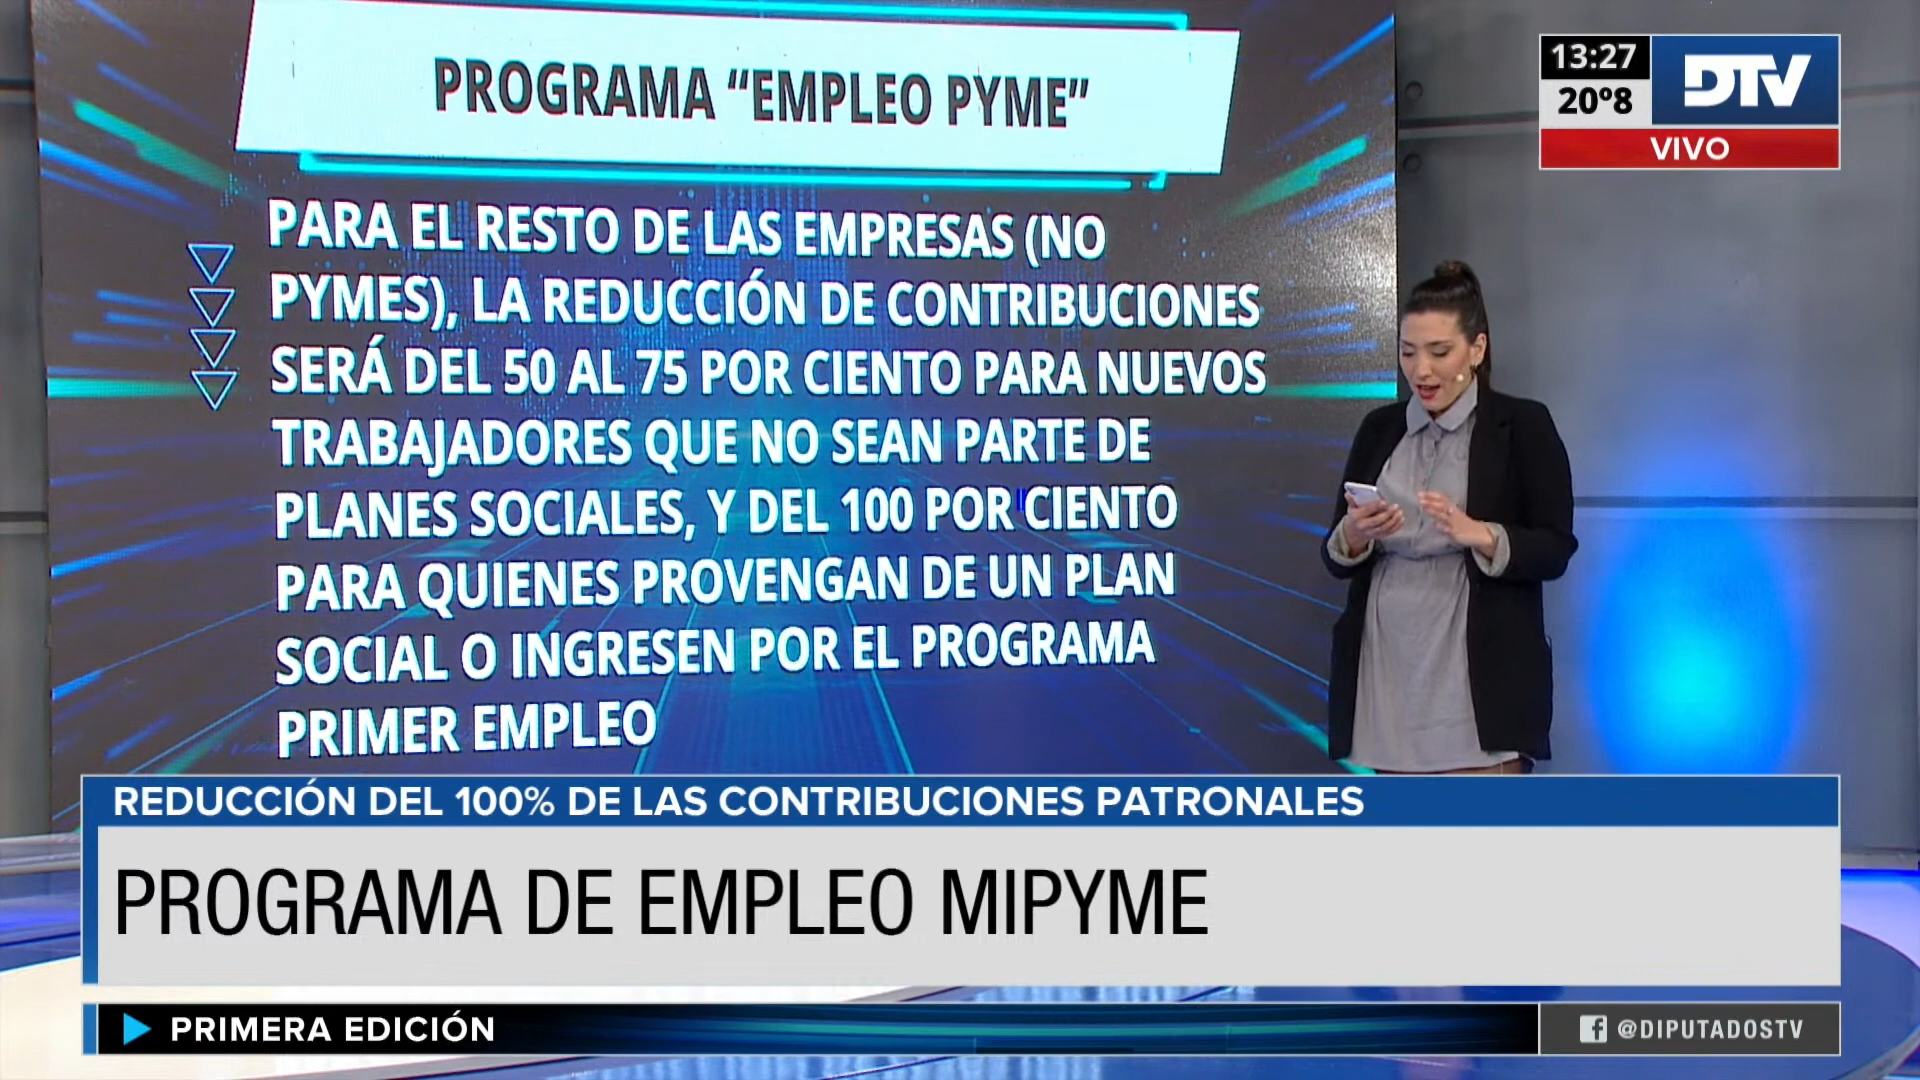 PROGRAMA “EMPLEO PYME”
PARA EL RESTO DE LAS EMPRESAS (NO
PYMES), LA REDUCCIÓN DE CONTRIBUCIONES
SERÁ DEL 50 AL 75 POR CIENTO PARA NUEVOS
TRABAJADORES QUE NO SEAN PARTE DE
PLANES SOCIALES, Y DEL 100 POR CIENTO
PARA QUIENES PROVENGAN DE UN PLAN
SOCIAL O INGRESEN POR EL PROGRAMA
PRIMER EMPLEO
13:27
20º8
DTV
VIVO
REDUCCIÓN DEL 100% DE LAS CONTRIBUCIONES PATRONALES
PROGRAMA DE EMPLEO MIPYME
PRIMERA EDICIÓN
@DIPUTADOSTV